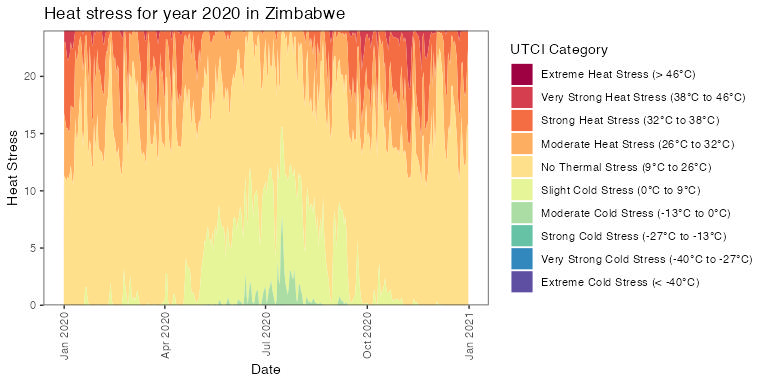 Heat stress for year 2020 in Zimbabwe
Heat Stress
20
15
10
5
0
Jan 2020
Apr 2020
Jul 2020
Oct 2020
Jan 2021
Date
UTCI Category
Extreme Heat Stress (> 46°C)
Very Strong Heat Stress (38°C to 46°C)
Strong Heat Stress (32°C to 38°C)
Moderate Heat Stress (26°C to 32°C)
No Thermal Stress (9°C to 26°C)
Slight Cold Stress (0°C to 9°C)
Moderate Cold Stress (-13°C to 0°C)
Strong Cold Stress (-27°C to -13°C)
Very Strong Cold Stress (-40°C to -27°C)
Extreme Cold Stress (< -40°C)